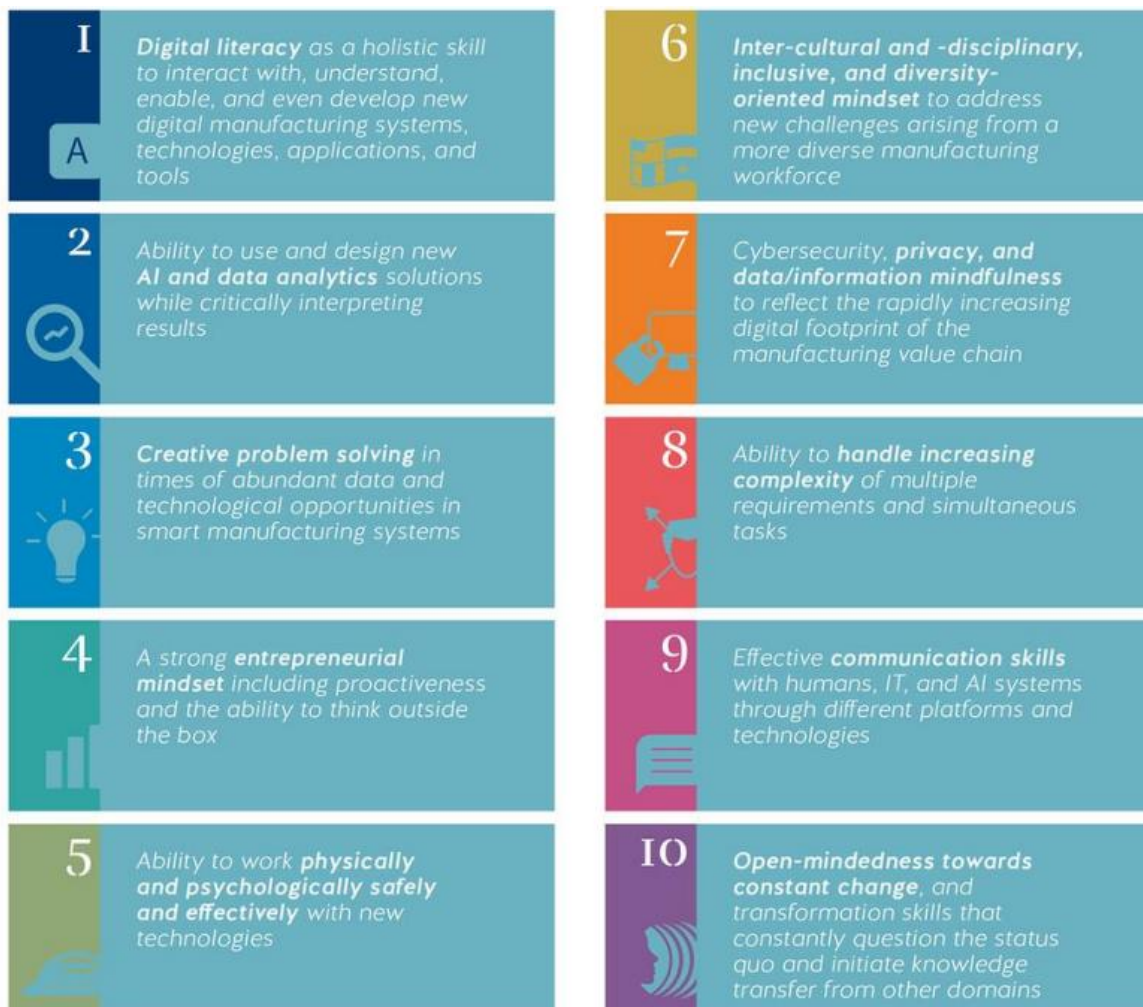 1
Digital literacy as a holistic skill
to interact with, understand,
enable, and even develop new
digital manufacturing systems,
technologies, applications, and
tools
A
2
Ability to use and design new
AI and data analytics solutions
while critically interpreting
results
3
Creative problem solving in
times of abundant data and
technological opportunities in
smart manufacturing systems
4
A strong entrepreneurial
mindset including proactiveness
and the ability to think outside
the box
5
Ability to work physically
and psychologically safely
and effectively with new
technologies
6
Inter-cultural and -disciplinary,
inclusive, and diversity-
oriented mindset to address
new challenges arising from a
more diverse manufacturing
workforce
7
Cybersecurity, privacy, and
data/information mindfulness
to reflect the rapidly increasing
digital footprint of the
manufacturing value chain
8
Ability to handle increasing
complexity of multiple
requirements and simultaneous
tasks
9
Effective communication skills
with humans, IT, and AI systems
through different platforms and
technologies
10
Open-mindedness towards
constant change, and
transformation skills that
constantly question the status
quo and initiate knowledge
transfer from other domains